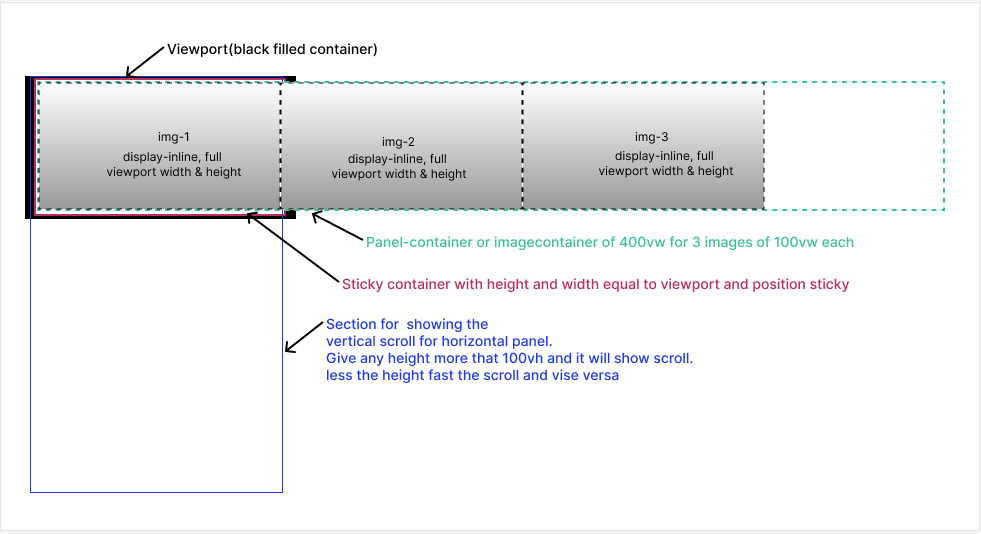 Viewport(black filled container)
img-1
display-inline, full
viewport width & height
img-2
display-inline, full
viewport width & height
img-3
display-inline, full
viewport width & height
Panel-container or imagecontainer of 400vw for 3 images of 100vw each
Sticky container with height and width equal to viewport and position sticky
Section for  showing the
vertical scroll for horizontal panel.
Give any height more that 100vh and it will show scroll.
less the height fast the scroll and vise versa